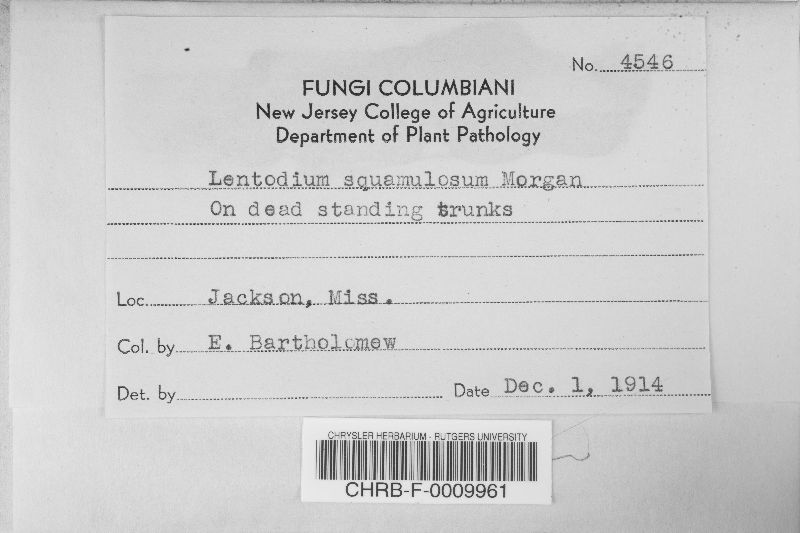 No. 4546
FUNGI COLUMBIANI
New Jersey College of Agriculture
Department of Plant Pathology
Lentodium squamulosum Morgan
On dead standing trunks
Loc. Jackson, Miss.
Col. by E. Bartholomew
Det. by Date Dec. 1, 1914
CHRYSLER HERBARIUM - RUTGERS UNIVERSITY
CHRB-F-0009961